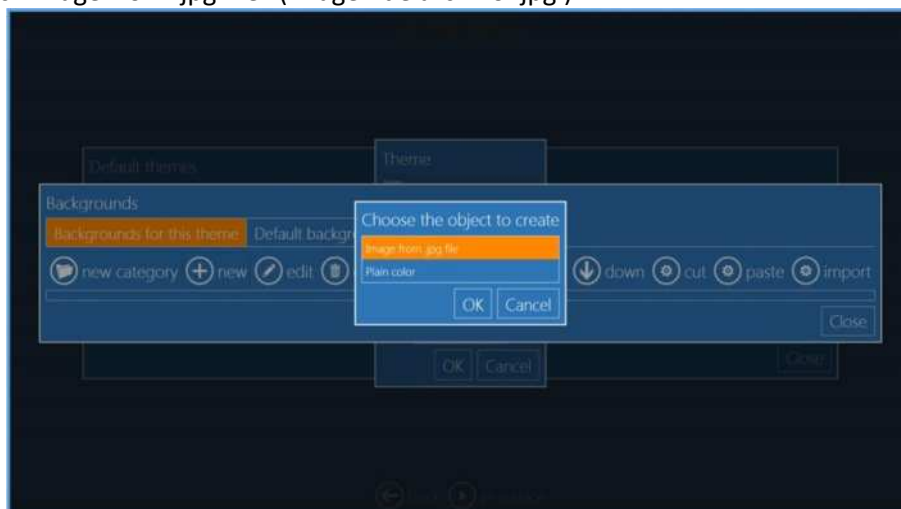 Default themes
Theme
Backgrounds
Backgrounds for this theme Default backgr
Choose the object to create
Image from .jpg file
Plain color
new category new edit down cut paste import
OK Cancel
Close
OK Cancel
Close